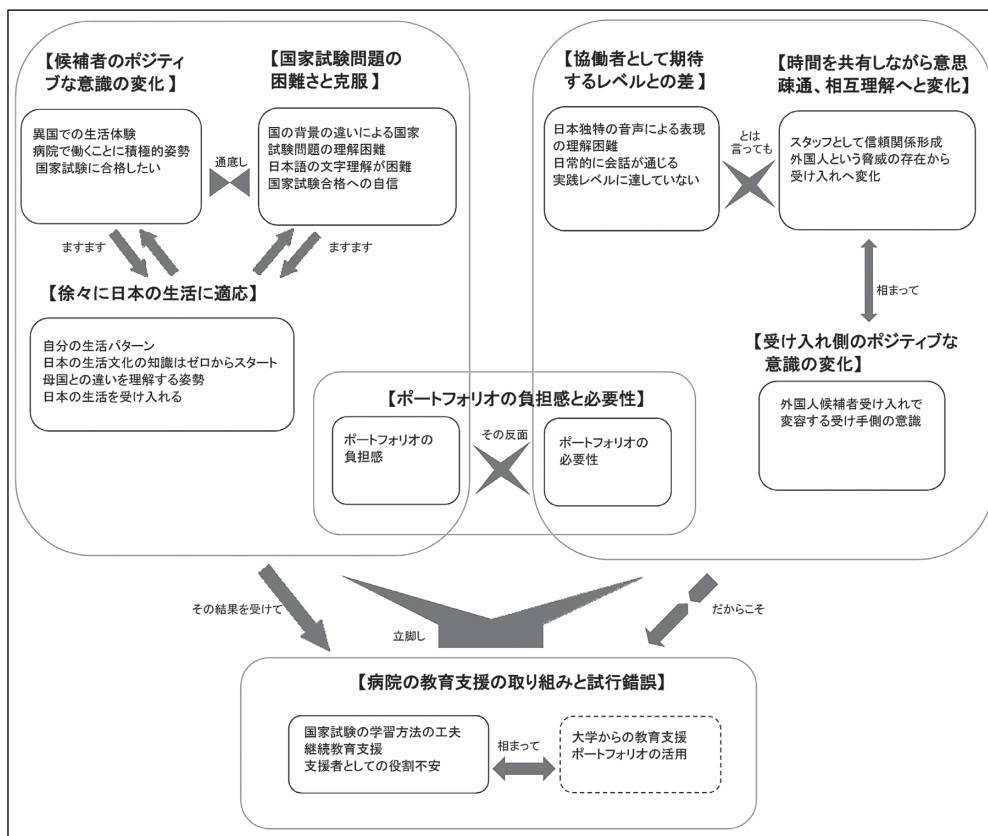 【候補者のポジティ
ブな意識の変化】
異国での生活体験
病院で働くことに積極的姿勢
国家試験に合格したい
通底し
【国家試験問題の
困難さと克服】
国の背景の違いによる国家
試験問題の理解困難
日本語の文字理解が困難
国家試験合格への自信
ますます
ますます
【徐々に日本の生活に適応】
自分の生活パターン
日本の生活文化の知識はゼロからスタート
母国との違いを理解する姿勢
日本の生活を受け入れる
【協働者として期待
するレベルとの差】
日本独特の音声による表現
の理解困難
日常的に会話が通じる
実践レベルに達していない
とは
言っても
【時間を共有しながら意思
疎通、相互理解へと変化】
スタッフとして信頼関係形成
外国人という脅威の存在から
受け入れへ変化
相まって
【受け入れ側のポジティブな
意識の変化】
外国人候補者受け入れで
変容する受け手側の意識
【ポートフォリオの負担感と必要性】
ポートフォリオの
負担感
その反面
ポートフォリオの
必要性
その結果を受けて
立脚し
だからこそ
【病院の教育支援の取り組みと試行錯誤】
国家試験の学習方法の工夫
継続教育支援
支援者としての役割不安
相まって
大学からの教育支援
ポートフォリオの活用